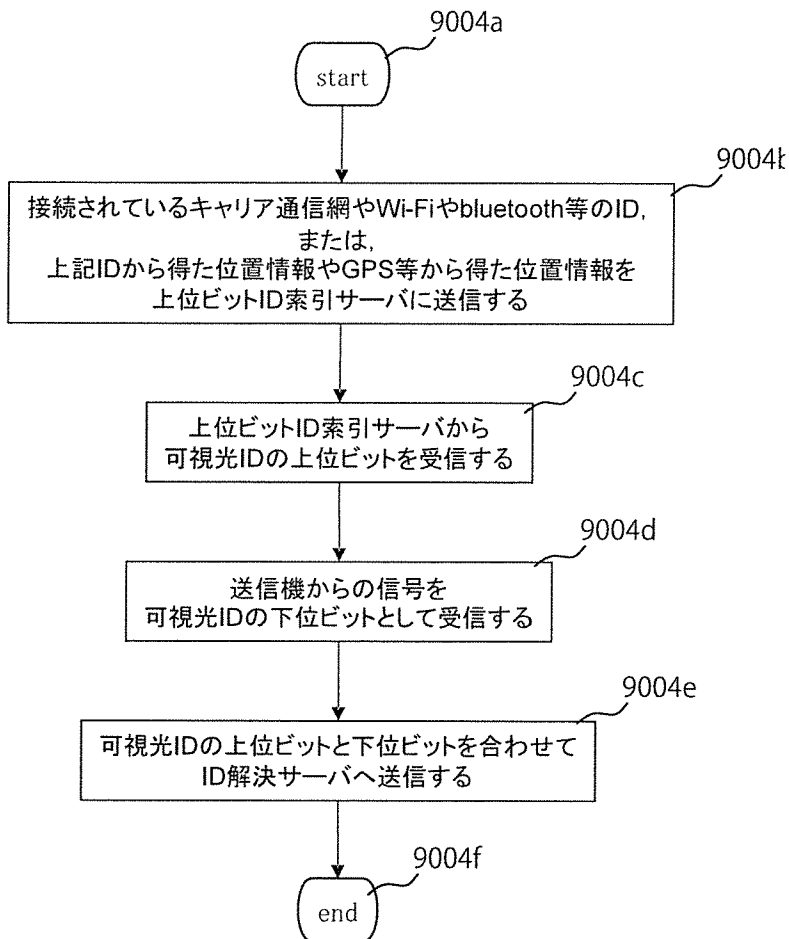 9004a
start
9004b
接続されているキャリア通信網やWi-Fiやbluetooth等のID,
または,
上記IDから得た位置情報やGPS等から得た位置情報を
上位ビットID索引サーバに送信する
9004c
上位ビットID索引サーバから
可視光IDの上位ビットを受信する
9004d
送信機からの信号を
可視光IDの下位ビットとして受信する
9004e
可視光IDの上位ビットと下位ビットを合わせて
ID解決サーバへ送信する
9004f
end